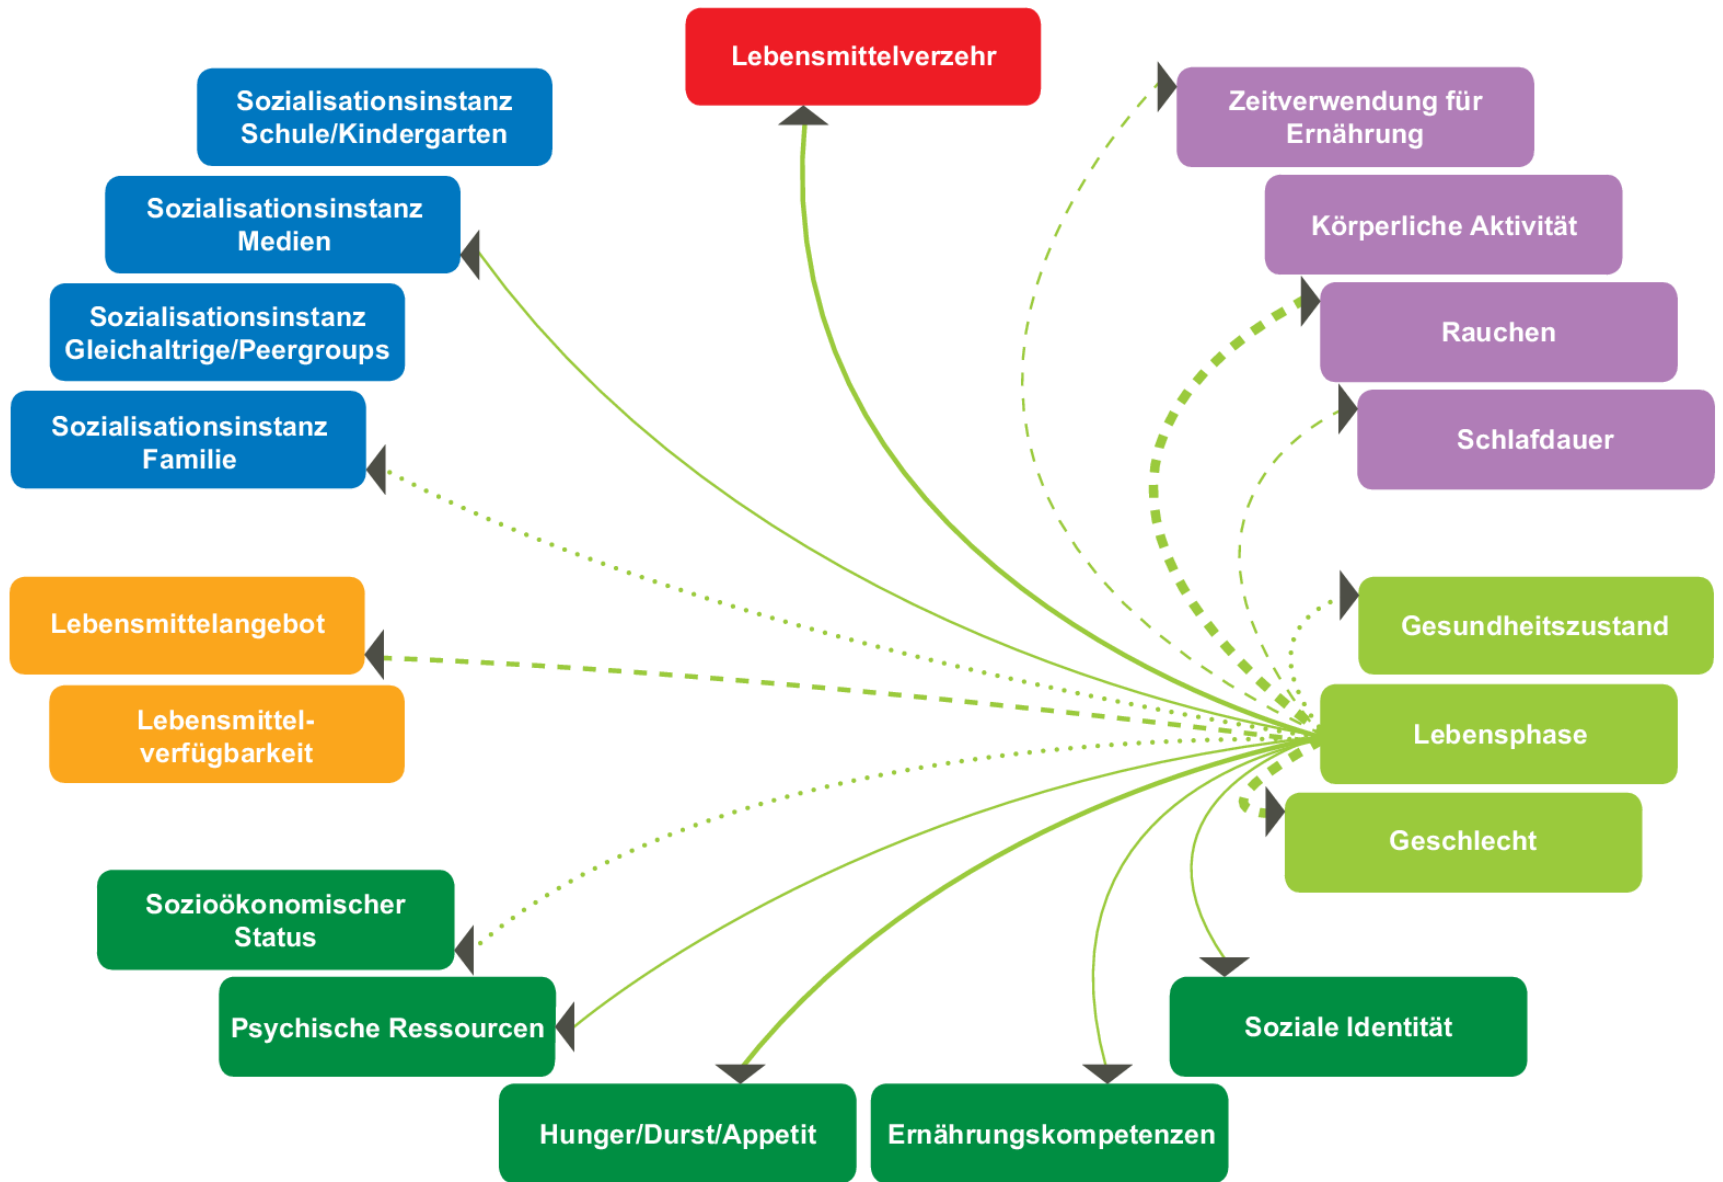 Lebensmittelverzehr
Sozialisationsinstanz
Schule/Kindergarten
Sozialisationsinstanz
Medien
Sozialisationsinstanz
Gleichaltrige/Peergroups
Sozialisationsinstanz
Familie
Zeitverwendung für
Ernährung
Körperliche Aktivität
Rauchen
Schlafdauer
Lebensmittelangebot
Lebensmittel-
verfügbarkeit
Gesundheitszustand
Lebensphase
Geschlecht
Sozioökonomischer
Status
Psychische Ressourcen
Hunger/Durst/Appetit
Ernährungskompetenzen
Soziale Identität